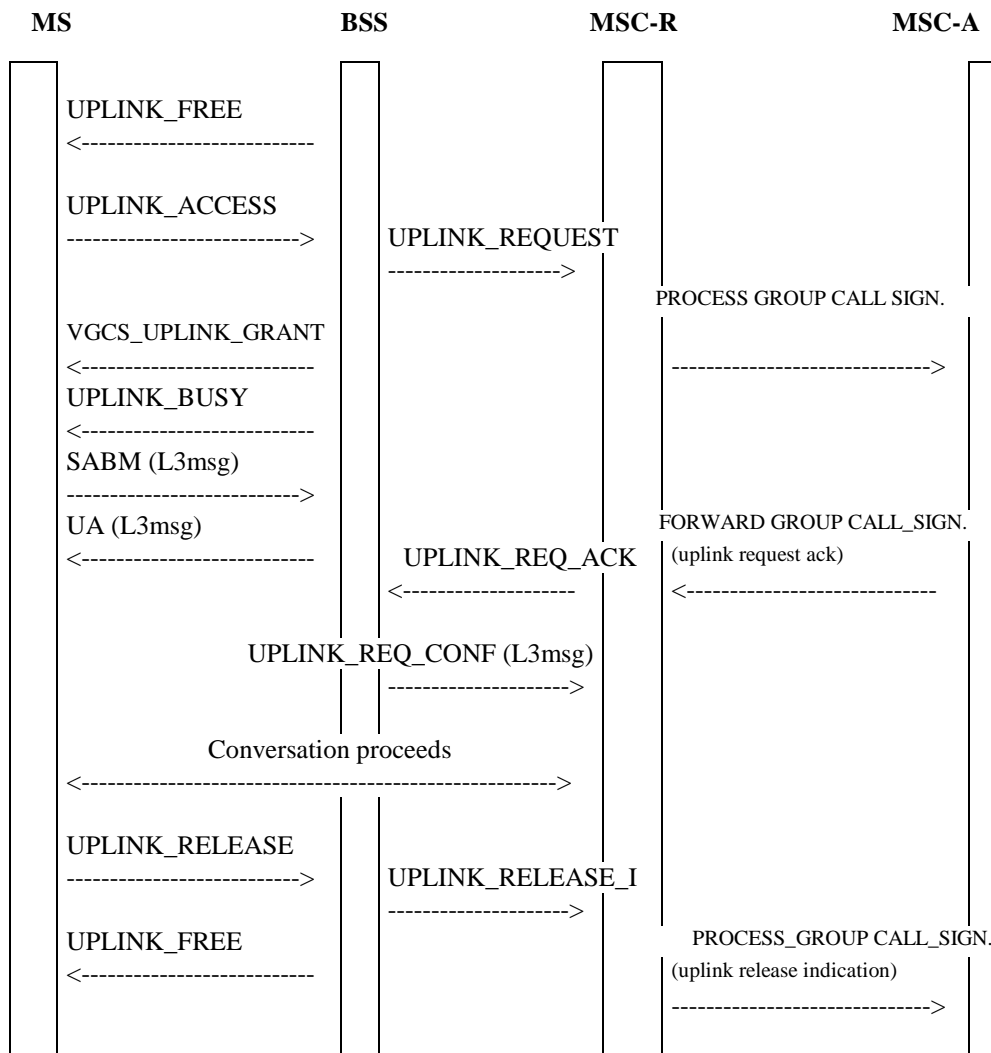 MS BSS MSC-R MSC-A
UPLINK_FREE
<---------------------------
UPLINK_ACCESS
---------------------------> UPLINK_REQUEST
-------------------->
PROCESS GROUP CALL SIGN.
VGCS_UPLINK_GRANT
<--------------------------- ------------------------------>
UPLINK_BUSY
<---------------------------
SABM (L3msg)
--------------------------->
UA (L3msg) FORWARD GROUP CALL_SIGN.
<--------------------------- UPLINK_REQ_ACK (uplink request ack)
<-------------------- <-----------------------------
UPLINK_REQ_CONF (L3msg)
--------------------->
Conversation proceeds
<------------------------------------------------------->
UPLINK_RELEASE
---------------------------> UPLINK_RELEASE_I
--------------------->
UPLINK_FREE PROCESS_GROUP CALL_SIGN.
<--------------------------- (uplink release indication)
------------------------------>